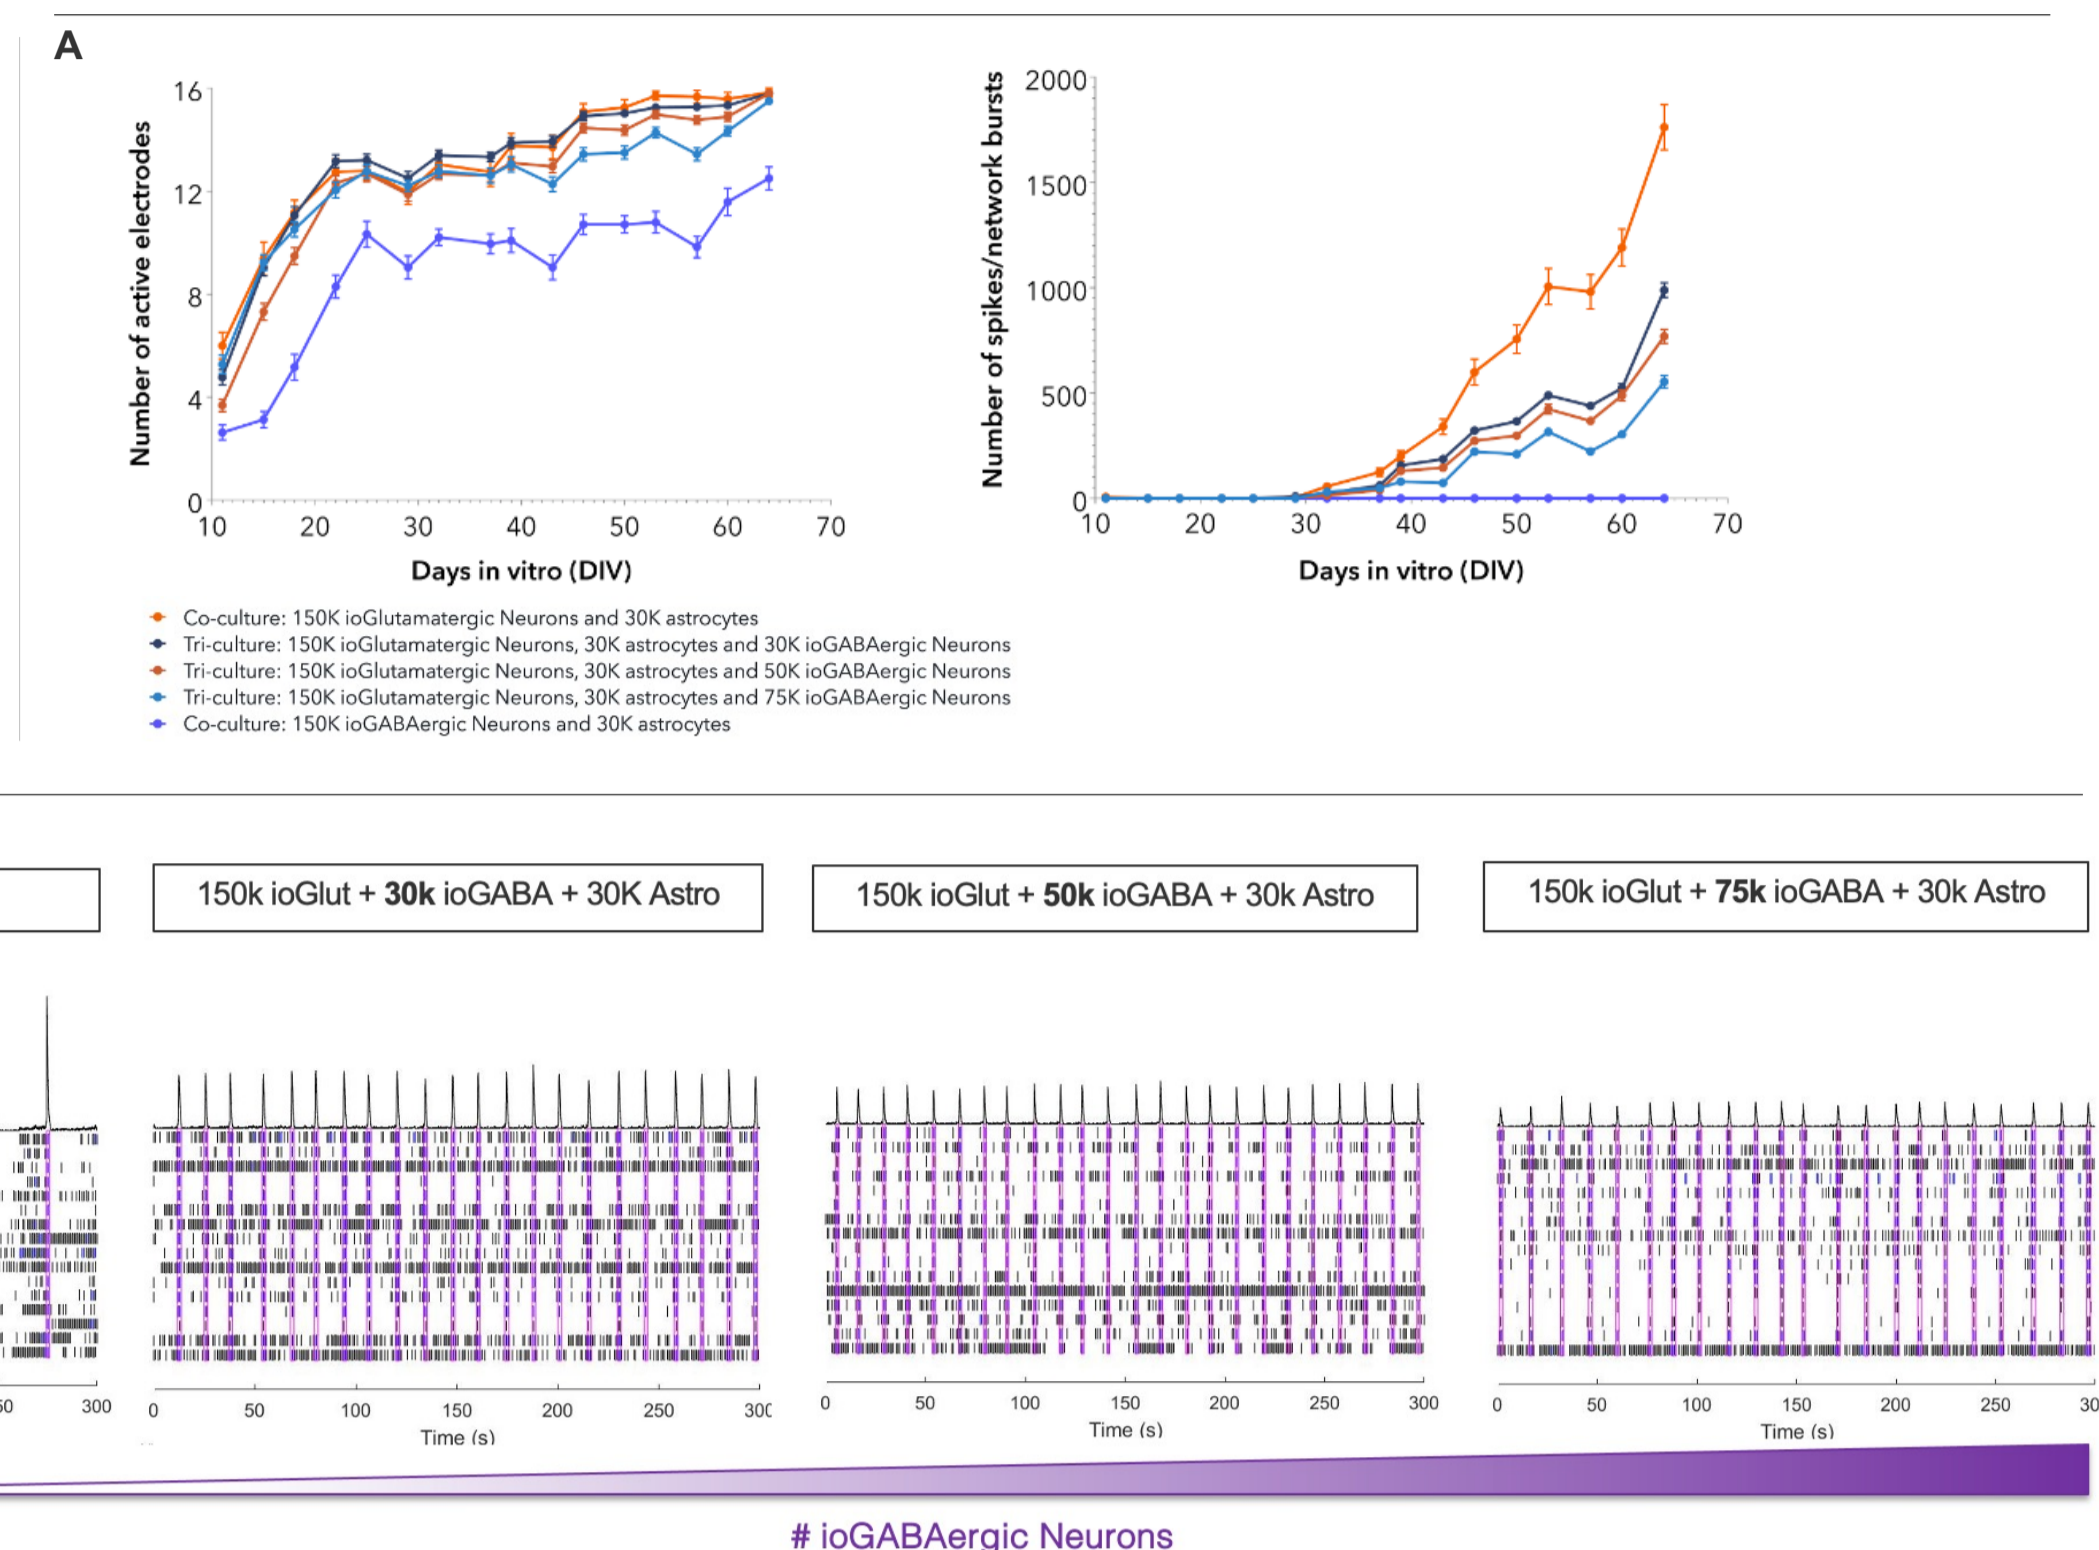 A
Number of active electrodes
16
12
8
4
0
10 20 30 40 50 60 70
Days in vitro (DIV)
Number of spikes/network bursts
2000
1500
1000
500
0
10 20 30 40 50 60 70
Days in vitro (DIV)
Co-culture: 150K ioGlutamatergic Neurons and 30K astrocytes
Tri-culture: 150K ioGlutamatergic Neurons, 30K astrocytes and 30K ioGABAergic Neurons
Tri-culture: 150K ioGlutamatergic Neurons, 30K astrocytes and 50K ioGABAergic Neurons
Tri-culture: 150K ioGlutamatergic Neurons, 30K astrocytes and 75K ioGABAergic Neurons
Co-culture: 150K ioGABAergic Neurons and 30K astrocytes
150k ioGlut + 30k ioGABA + 30K Astro
150k ioGlut + 50k ioGABA + 30k Astro
150k ioGlut + 75k ioGABA + 30k Astro
300
0 50 100 150 200 250 300
Time (s)
0 50 100 150 200 250 300
Time (s)
0 50 100 150 200 250 30
Time (s)
# ioGABAergic Neurons